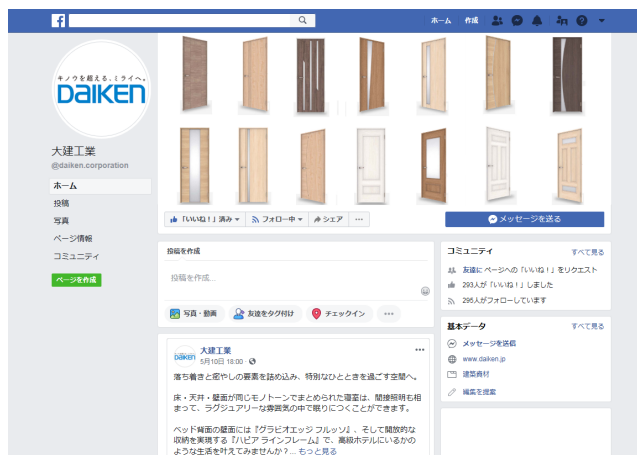 ホーム
作成
キノウを超える、ミライへ。
DAIKEN
大建工業
@daiken.corporation
ホーム
投稿
写真
ページ情報
コミュニティ
ページを作成
「いいね！」済み
フォロー中
シェア
メッセージを送る
投稿を作成
投稿を作成...
写真・動画
友達をタグ付け
チェックイン
DAIKEN
大建工業
5月10日 18:00
落ち着きと癒やしの要素を詰め込み、特別なひとときを過ごす空間へ。
床・天井・壁面が同じモノトーンでまとめられた寝室は、間接照明も相
まって、ラグジュアリーな雰囲気の中で眠りにつくことができます。
ベッド背面の壁面には『グラビオエッジ フルッソ』、そして開放的な
収納を実現する『ハピア ラインフレーム』で、高級ホテルにいるかの
ような生活を叶えてみませんか？... もっと見る
コミュニティ
すべて見る
友達に ページへの「いいね！」をリクエスト
293人が「いいね！」しました
295人がフォローしています
基本データ
すべて見る
メッセージを送信
www.daiken.jp
建築資材
編集を提案